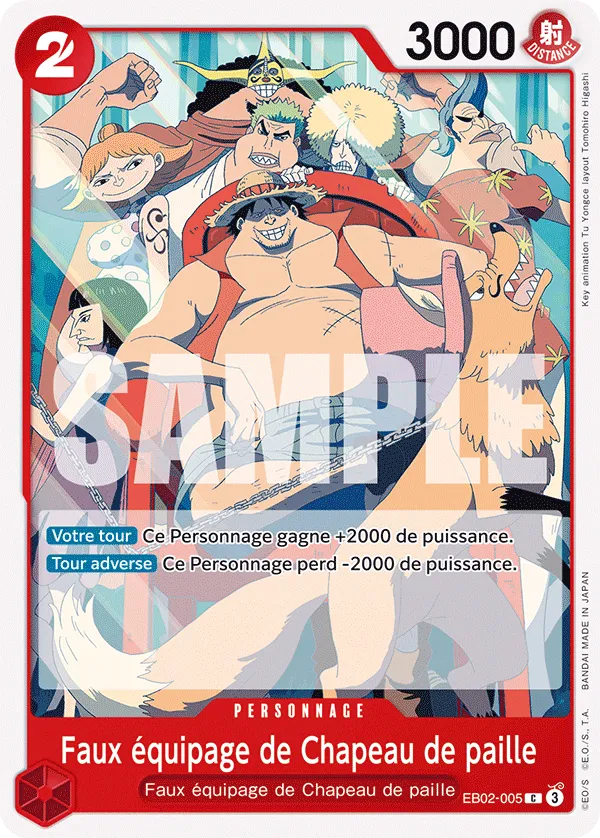 2
3000
射
DISTANCE
Key animation Tu Yongce layout Tomohiro Higashi
SAMPLE
Votre tour Ce Personnage gagne +2000 de puissance.
Tour adverse Ce Personnage perd -2000 de puissance.
BANDAI MADE IN JAPAN
©EO/S ©E.O./S., T.A.
PERSONNAGE
Faux équipage de Chapeau de paille
Faux équipage de Chapeau de paille
EB02-005 C 3